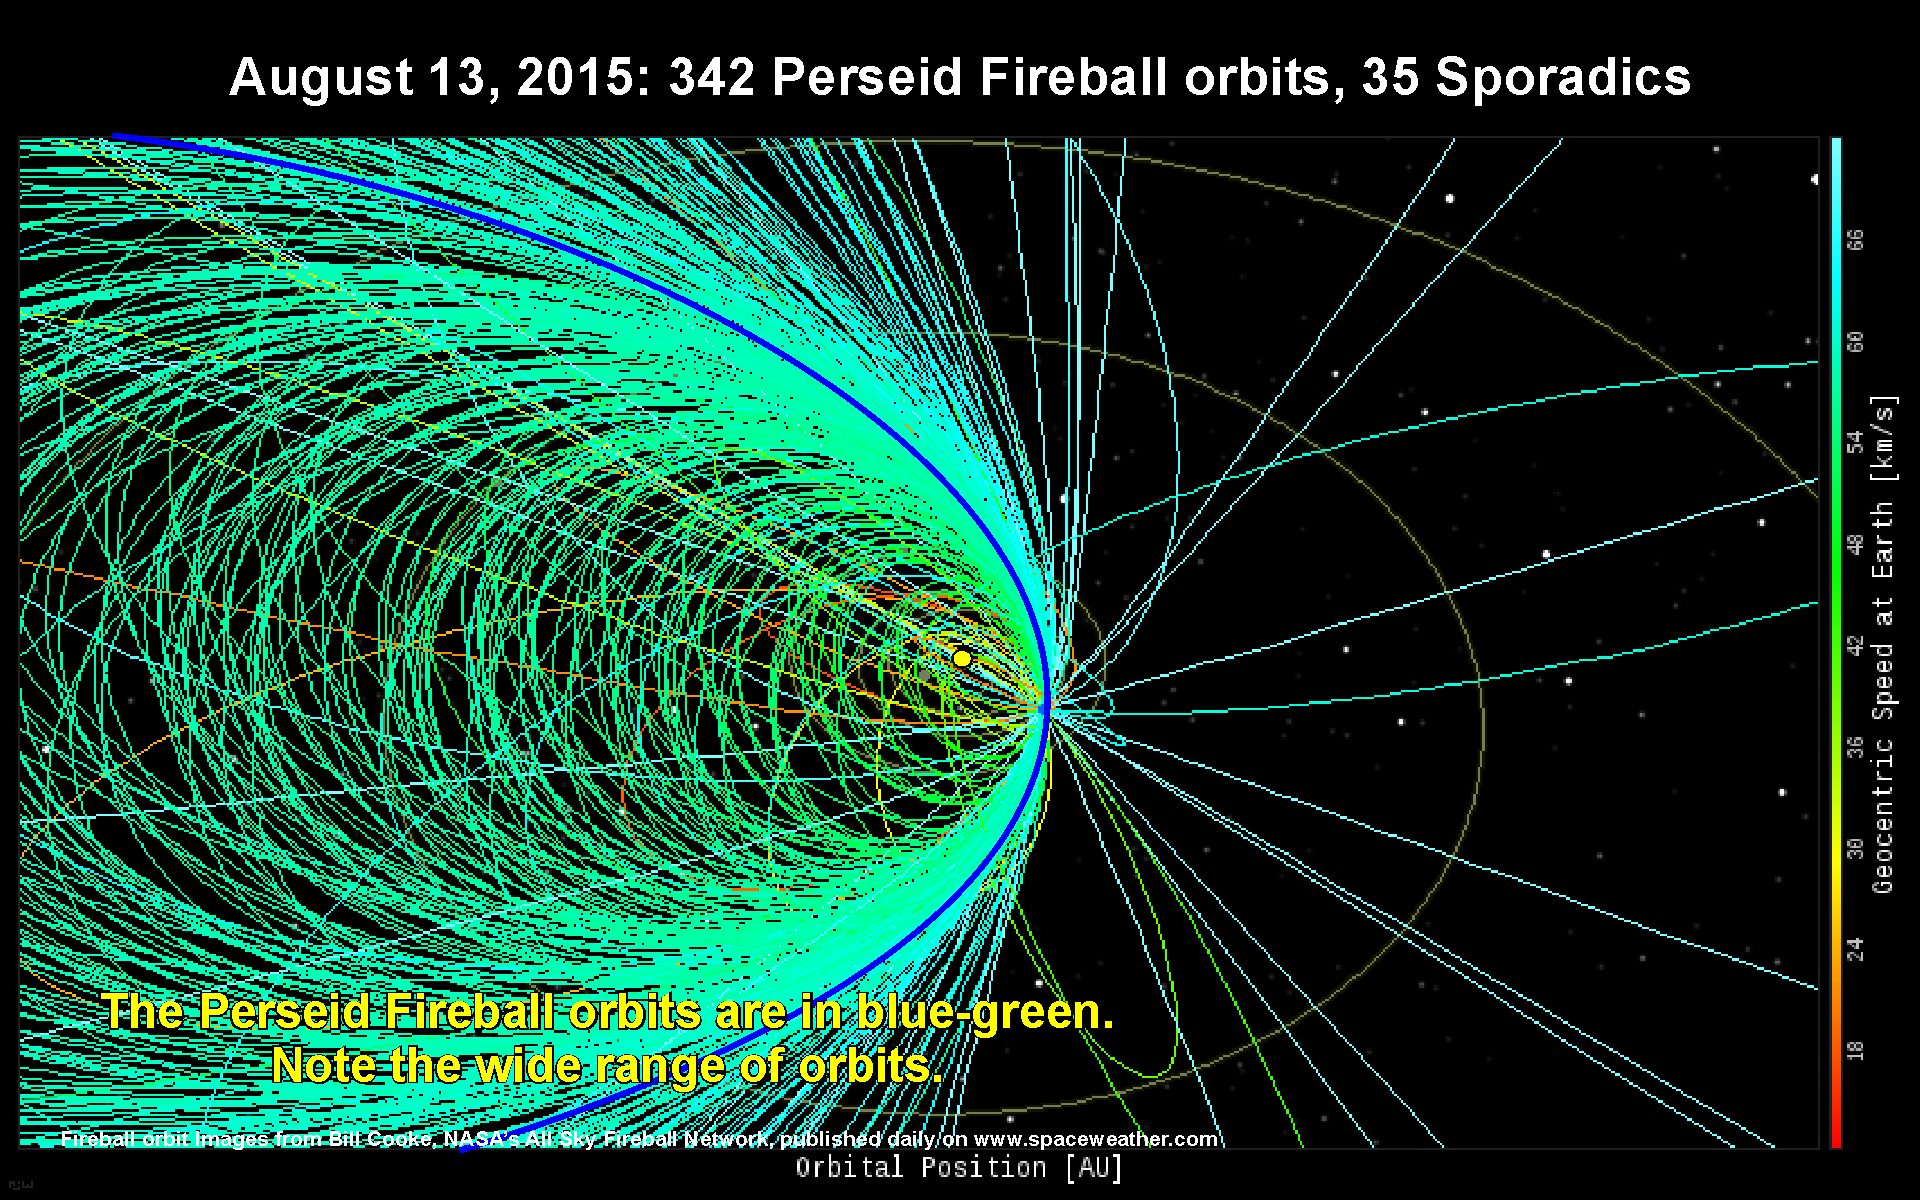 August 13, 2015: 342 Perseid Fireball orbits, 35 Sporadics
66
60
54
48
42
36
30
24
18
Geocentric Speed at Earth [km/s]
The Perseid Fireball orbits are in blue-green.
Note the wide range of orbits.
Fireball orbit images from Bill Cooke, NASA's All Sky Fireball Network, published daily on www.spaceweather.com
Orbital Position [AU]